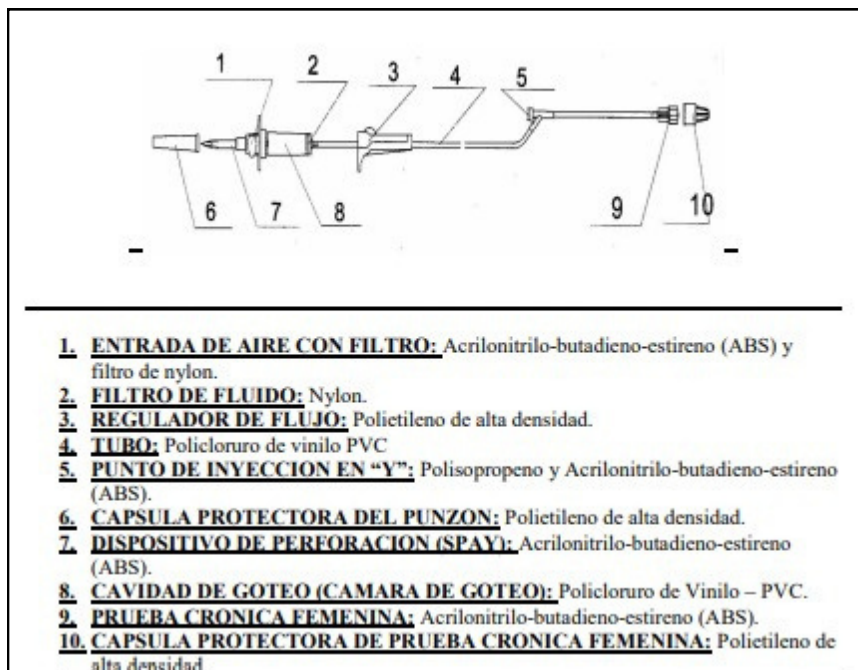 1 2 3 4 5
6 7 8 9 10
1. ENTRADA DE AIRE CON FILTRO: Acrilonitrilo-butadieno-estireno (ABS) y
filtro de nylon.
2. FILTRO DE FLUIDO: Nylon.
3. REGULADOR DE FLUJO: Polietileno de alta densidad.
4. TUBO: Policloruro de vinilo PVC
5. PUNTO DE INYECCION EN “Y”: Polisopropeno y Acrilonitrilo-butadieno-estireno
(ABS).
6. CAPSULA PROTECTORA DEL PUNZON: Polietileno de alta densidad.
7. DISPOSITIVO DE PERFORACION (SPAY): Acrilonitrilo-butadieno-estireno
(ABS).
8. CAVIDAD DE GOTEO (CAMARA DE GOTEO): Policloruro de Vinilo – PVC.
9. PRUEBA CRONICA FEMENINA: Acrilonitrilo-butadieno-estireno (ABS).
10. CAPSULA PROTECTORA DE PRUEBA CRONICA FEMENINA: Polietileno de
alta densidad